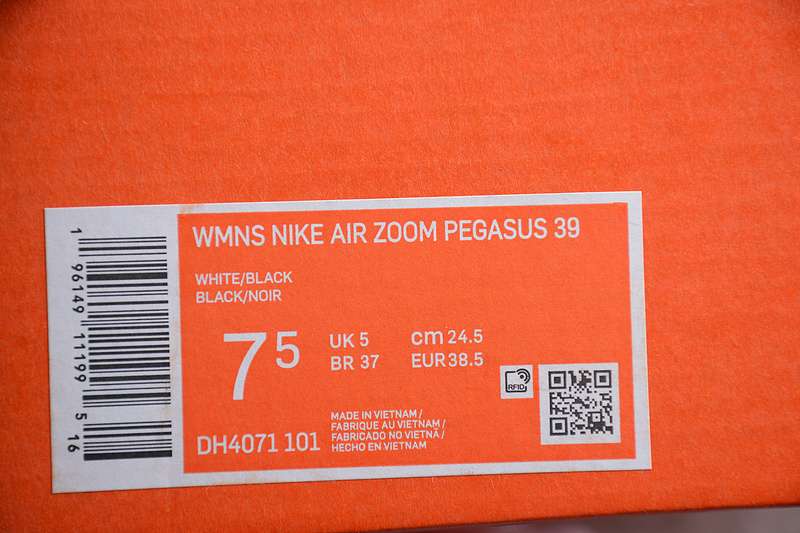 WMNS NIKE AIR ZOOM PEGASUS 39
WHITE/BLACK
BLACK/NOIR
7 5
UK 5
cm 24.5
BR 37
EUR 38.5
RFID
MADE IN VIETNAM /
FABRIQUE AU VIETNAM /
FABRICADO NO VIETNÃ /
HECHO EN VIETNAM
DH4071 101
1 96149 11199 5 16